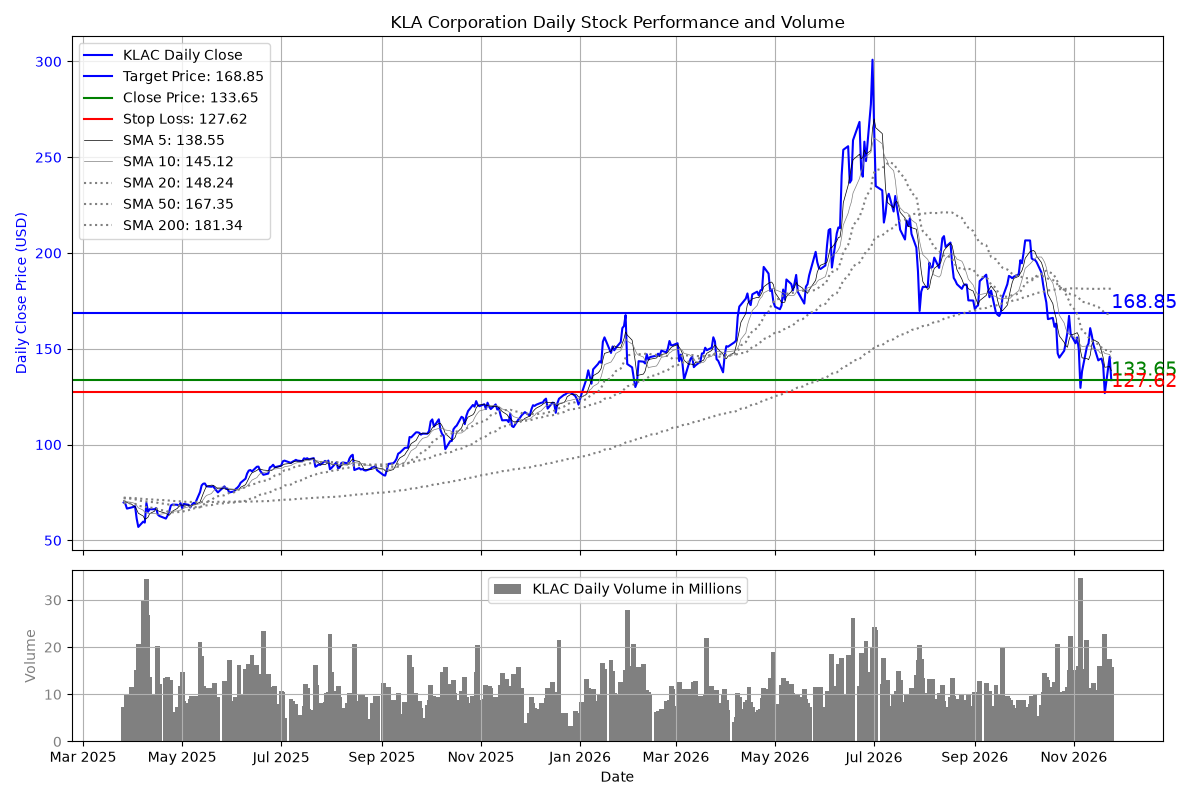 KLA Corporation Daily Stock Performance and Volume
KLAC Daily Close
Target Price: 168.85
Close Price: 133.65
Stop Loss: 127.62
SMA 5: 138.55
SMA 10: 145.12
SMA 20: 148.24
SMA 50: 167.35
SMA 200: 181.34
Daily Close Price (USD)
300
250
200
150
100
50
168.85
133.65
127.62
KLAC Daily Volume in Millions
Volume
30
20
10
0
Mar 2025 May 2025 Jul 2025 Sep 2025 Nov 2025 Jan 2026 Mar 2026 May 2026 Jul 2026 Sep 2026 Nov 2026
Date